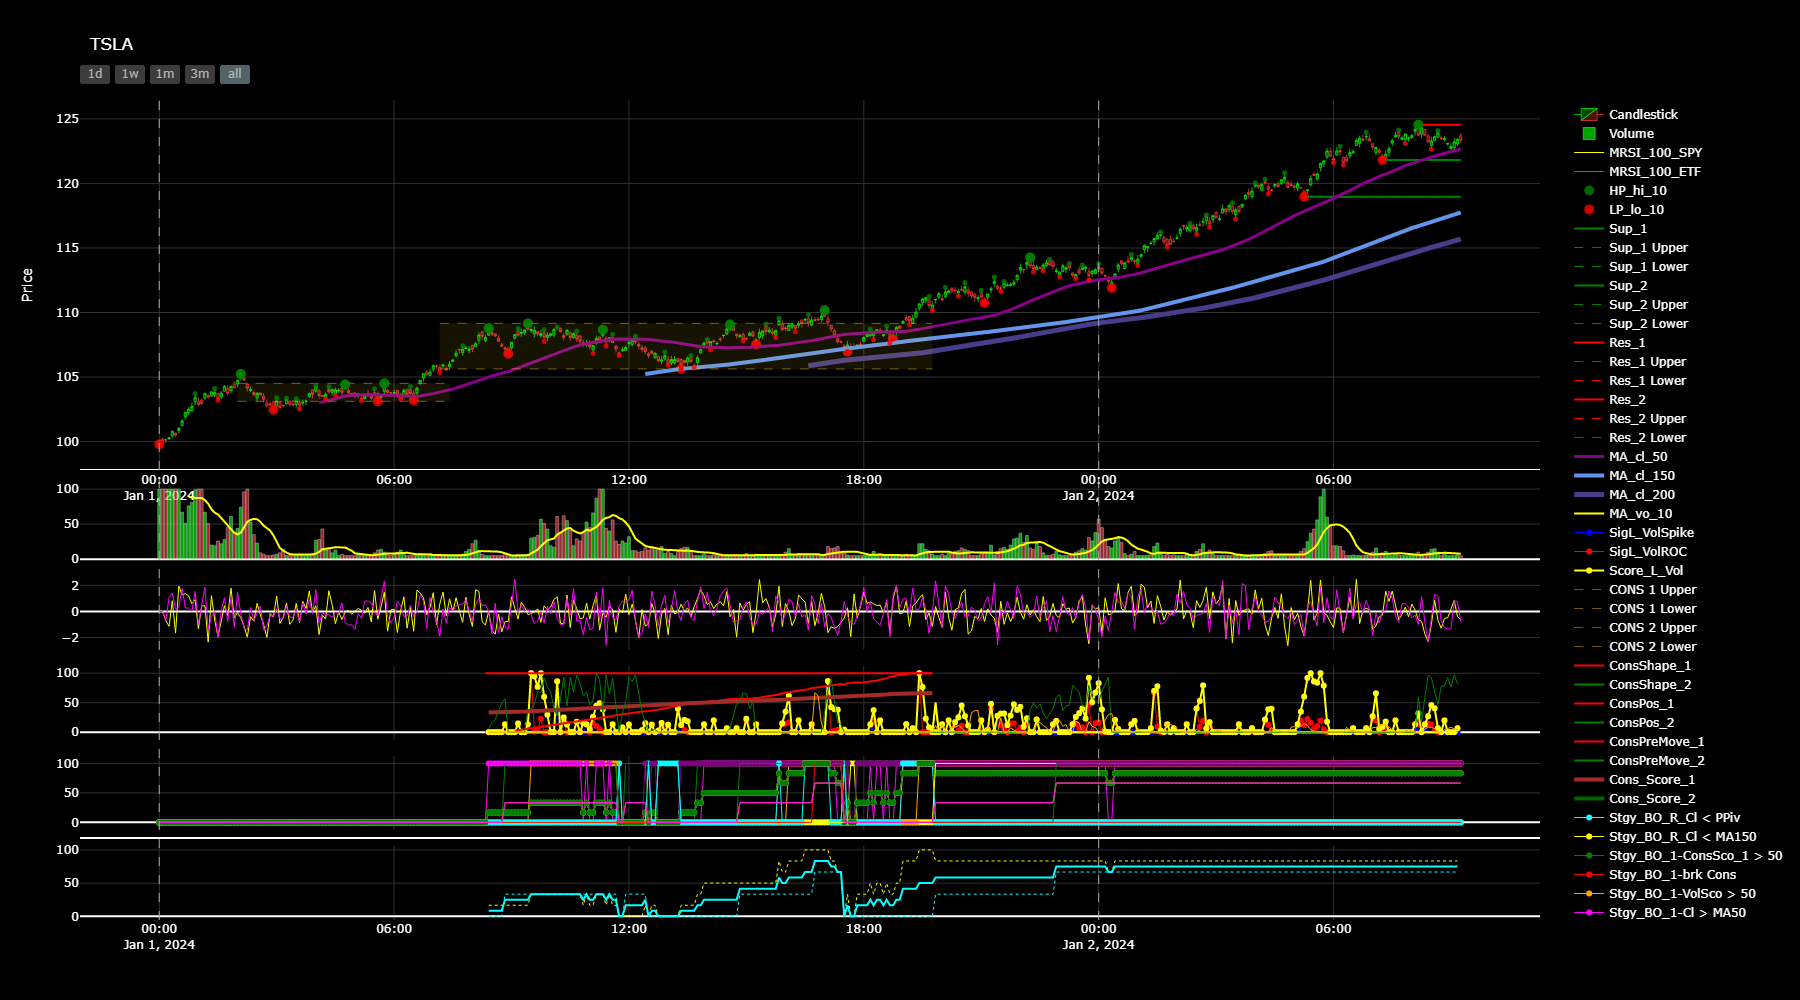 TSLA
1d 1w 1m 3m all
Price
125
120
115
110
105
100
00:00 06:00 12:00 18:00 00:00 06:00
Jan 1, 2024 Jan 2, 2024
100
50
0
2
0
−2
100
50
0
100
50
0
100
50
0
00:00 06:00 12:00 18:00 00:00 06:00
Jan 1, 2024 Jan 2, 2024
Candlestick
Volume
MRSI_100_SPY
MRSI_100_ETF
HP_hi_10
LP_lo_10
Sup_1
Sup_1 Upper
Sup_1 Lower
Sup_2
Sup_2 Upper
Sup_2 Lower
Res_1
Res_1 Upper
Res_1 Lower
Res_2
Res_2 Upper
Res_2 Lower
MA_cl_50
MA_cl_150
MA_cl_200
MA_vo_10
SigL_VolSpike
SigL_VolROC
Score_L_Vol
CONS 1 Upper
CONS 1 Lower
CONS 2 Upper
CONS 2 Lower
ConsShape_1
ConsShape_2
ConsPos_1
ConsPos_2
ConsPreMove_1
ConsPreMove_2
Cons_Score_1
Cons_Score_2
Stgy_BO_R_Cl < PPiv
Stgy_BO_R_Cl < MA150
Stgy_BO_1-ConsSco_1 > 50
Stgy_BO_1-brk Cons
Stgy_BO_1-VolSco > 50
Stgy_BO_1-Cl > MA50